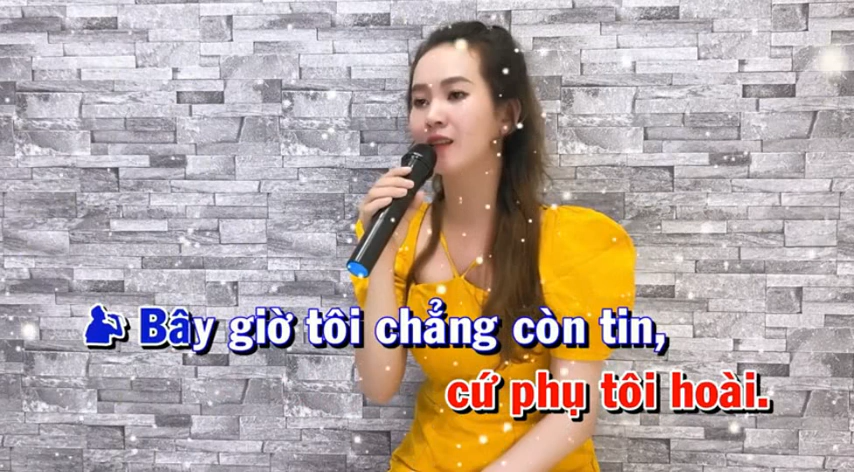 Bây giờ tôi chẳng còn tin,
cứ phụ tôi hoài.